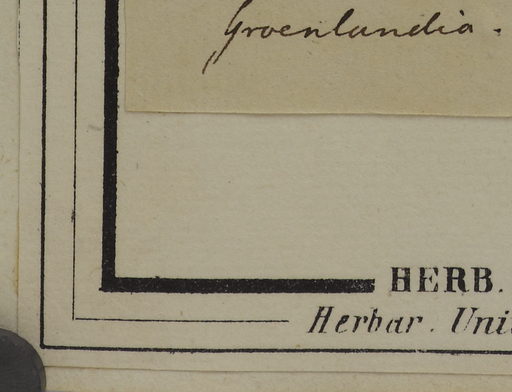 Groenlandia.
HERB.
Herbar. Uni